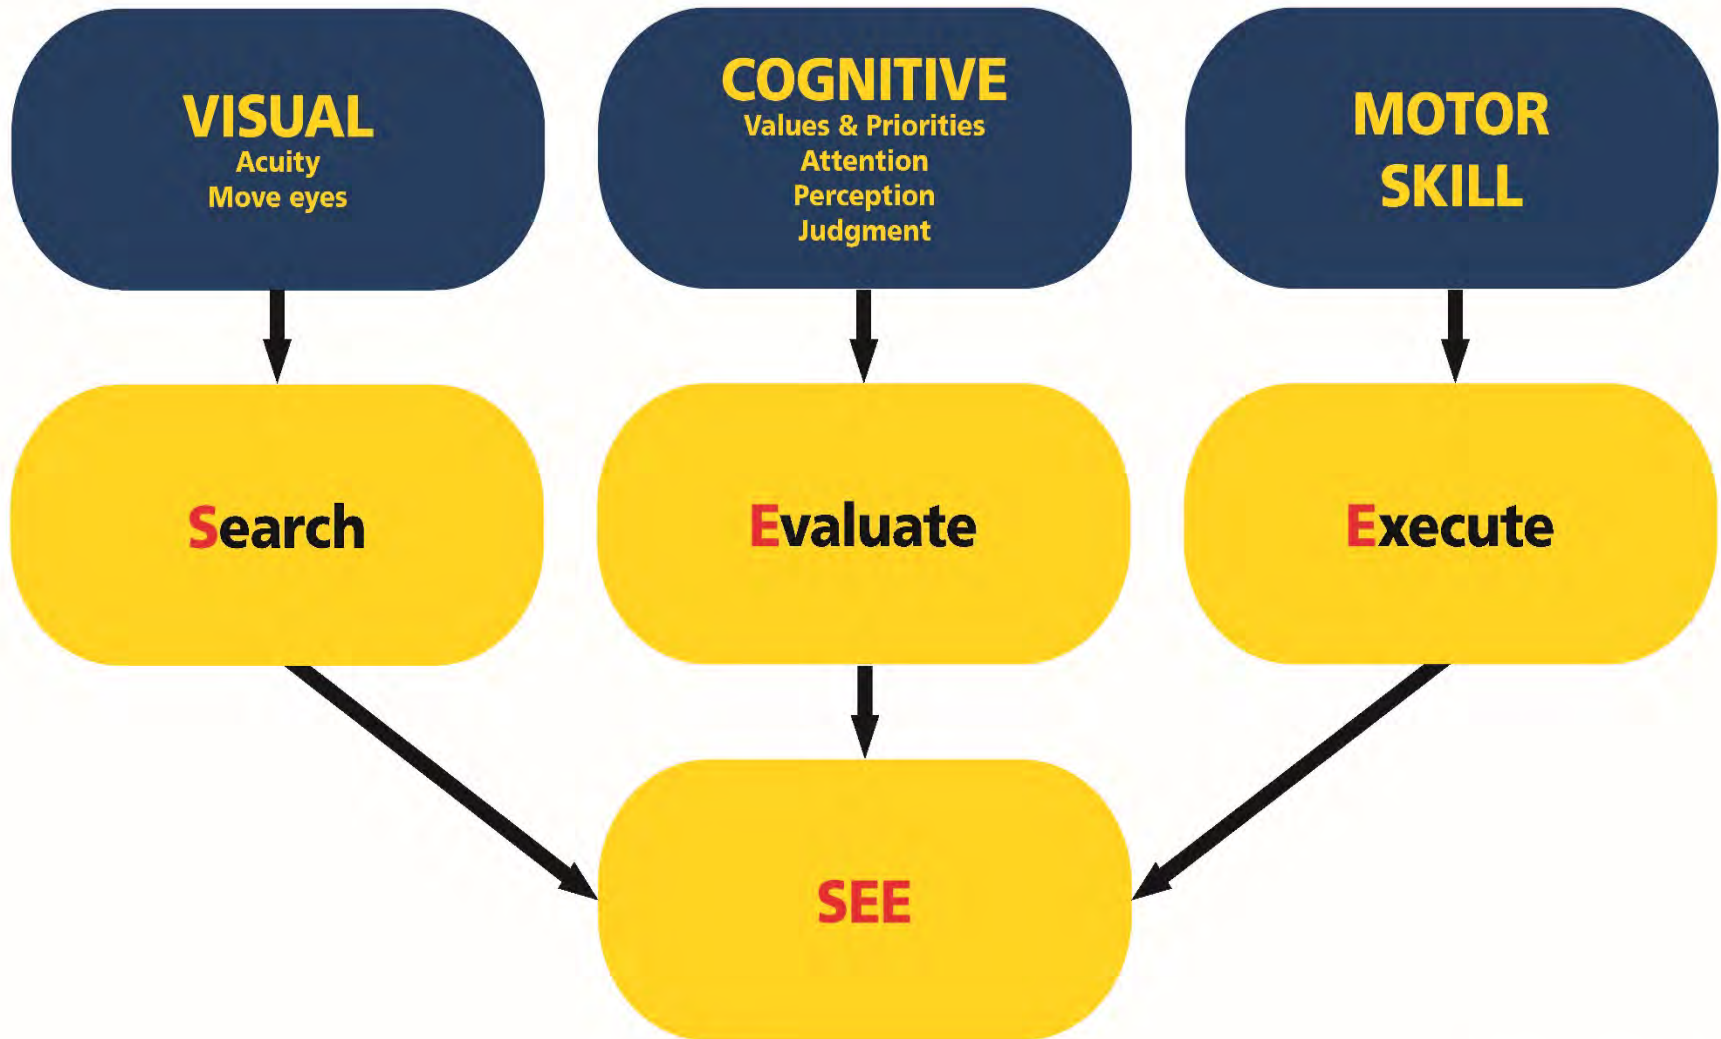 VISUAL
Acuity
Move eyes
COGNITIVE
Values & Priorities
Attention
Perception
Judgment
MOTOR
SKILL
Search
Evaluate
Execute
SEE